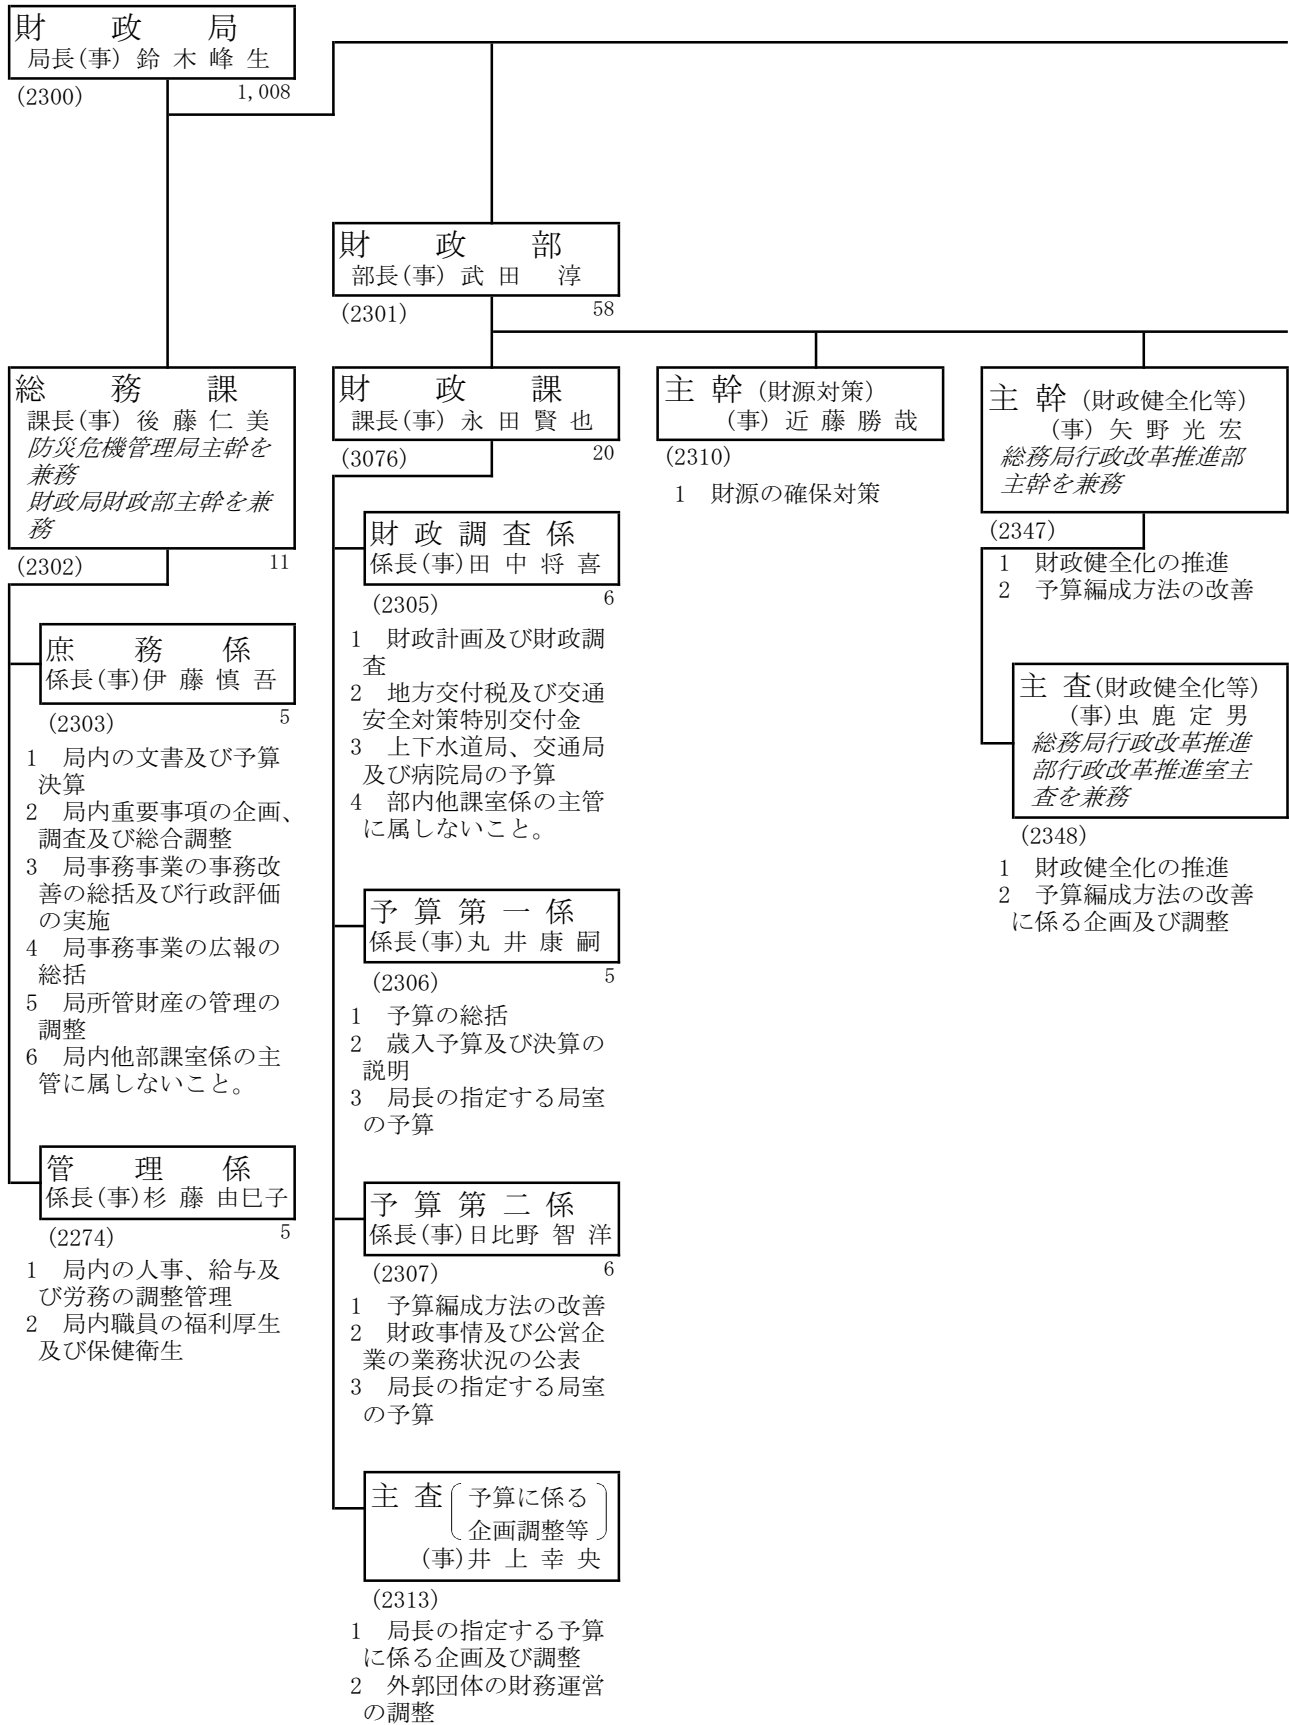 財政局
局長(事) 鈴木峰生
(2300)
1,008
財政部
部長(事) 武田 淳
(2301)
58
総務課
課長(事) 後藤仁美
防災危機管理局主幹を
兼務
財政局財政部主幹を兼
務
(2302)
11
庶務係
係長(事)伊藤慎吾
(2303)
5
1 局内の文書及び予算
決算
2 局内重要事項の企画、
調査及び総合調整
3 局事務事業の事務改
善の総括及び行政評価
の実施
4 局事務事業の広報の
総括
5 局所管財産の管理の
調整
6 局内他部課室係の主
管に属しないこと。
管理係
係長(事)杉藤 由巳子
(2274)
5
1 局内の人事、給与及
び労務の調整管理
2 局内職員の福利厚生
及び保健衛生
財政課
課長(事) 永田賢也
(3076)
20
財政調査係
係長(事)田中将喜
(2305)
6
1 財政計画及び財政調
査
2 地方交付税及び交通
安全対策特別交付金
3 上下水道局、交通局
及び病院局の予算
4 部内他課室係の主管
に属しないこと。
予算第一係
係長(事)丸井康嗣
(2306)
5
1 予算の総括
2 歳入予算及び決算の
説明
3 局長の指定する局室
の予算
予算第二係
係長(事)日比野 智洋
(2307)
6
1 予算編成方法の改善
2 財政事情及び公営企
業の業務状況の公表
3 局長の指定する局室
の予算
主査(予算に係る
企画調整等)
(事)井上幸央
(2313)
1 局長の指定する予算
に係る企画及び調整
2 外郭団体の財務運営
の調整
主幹(財源対策)
(事) 近藤勝哉
(2310)
1 財源の確保対策
主幹(財政健全化等)
(事) 矢野光宏
総務局行政改革推進部
主幹を兼務
(2347)
1 財政健全化の推進
2 予算編成方法の改善
主査(財政健全化等)
(事)虫鹿定男
総務局行政改革推進
部行政改革推進室主
査を兼務
(2348)
1 財政健全化の推進
2 予算編成方法の改善
に係る企画及び調整